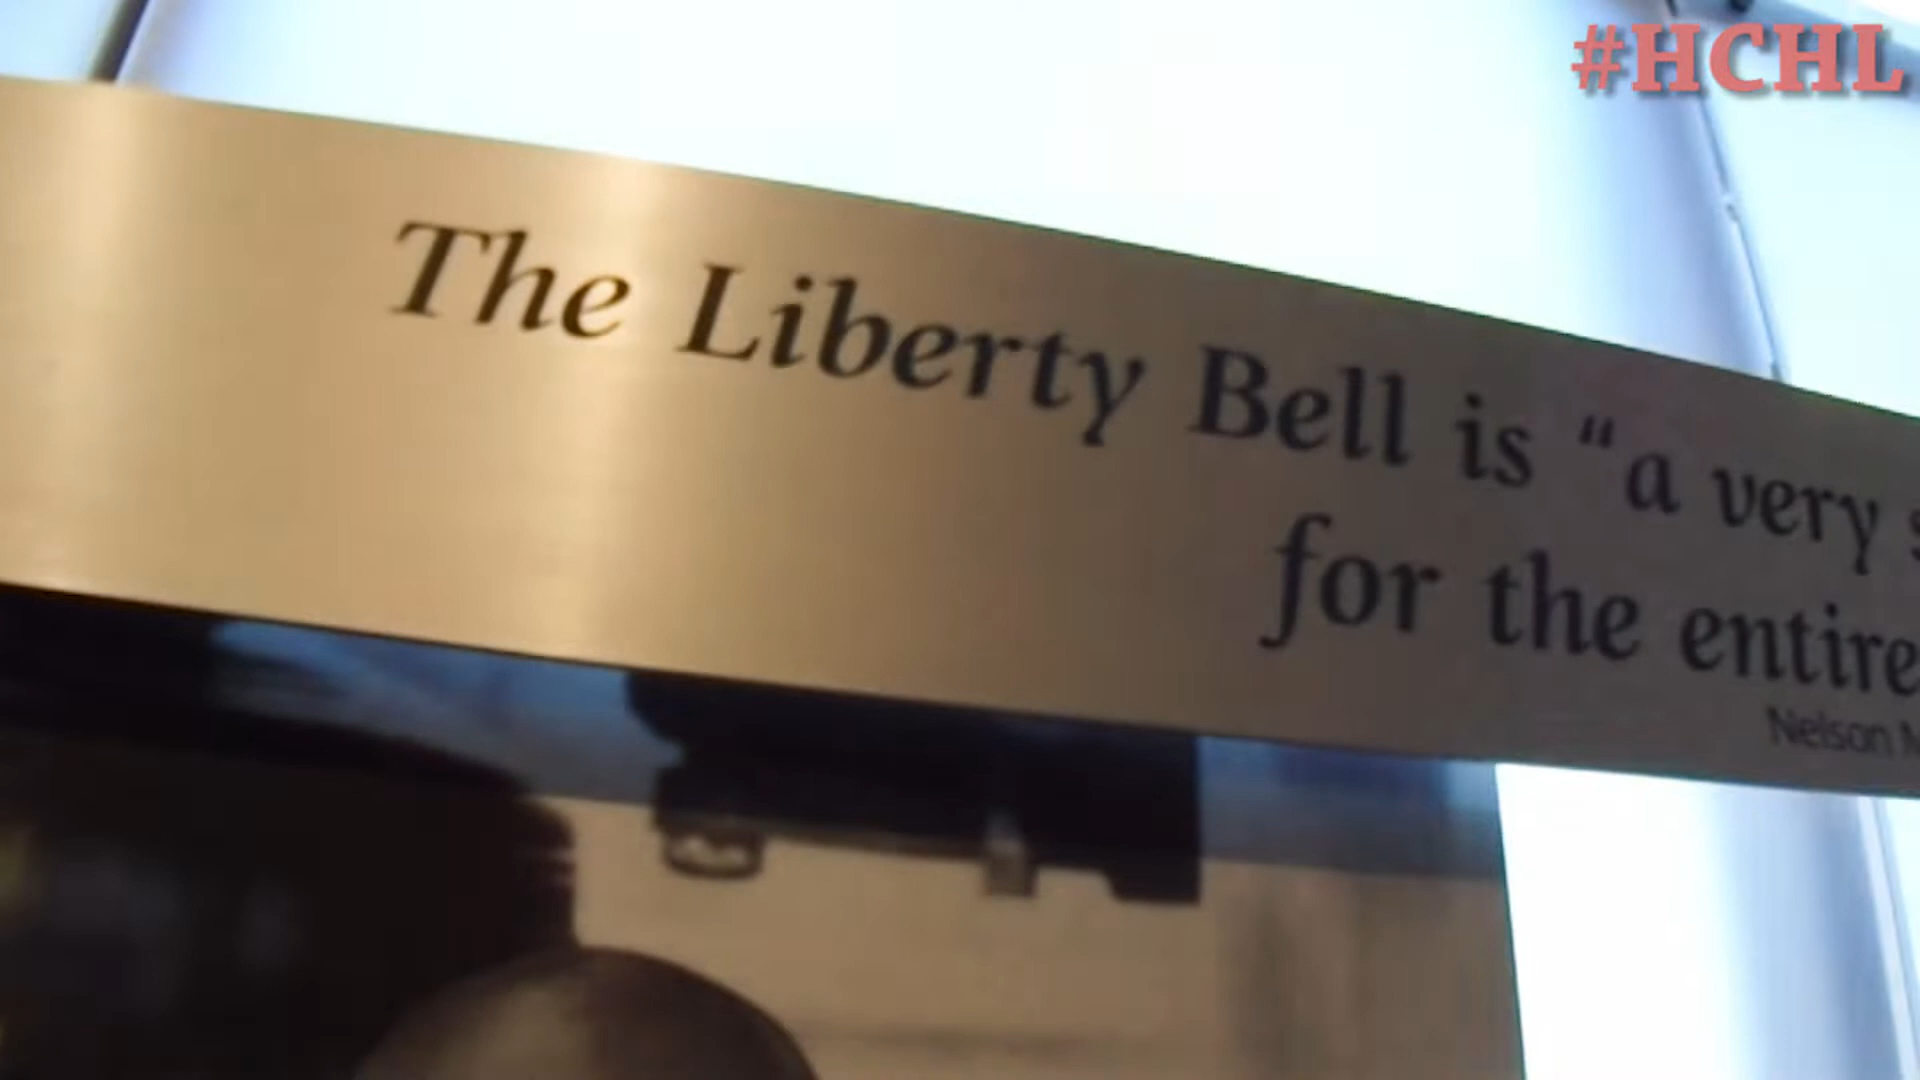 #HCHL
The Liberty Bell is “a very
for the entire
Nelson